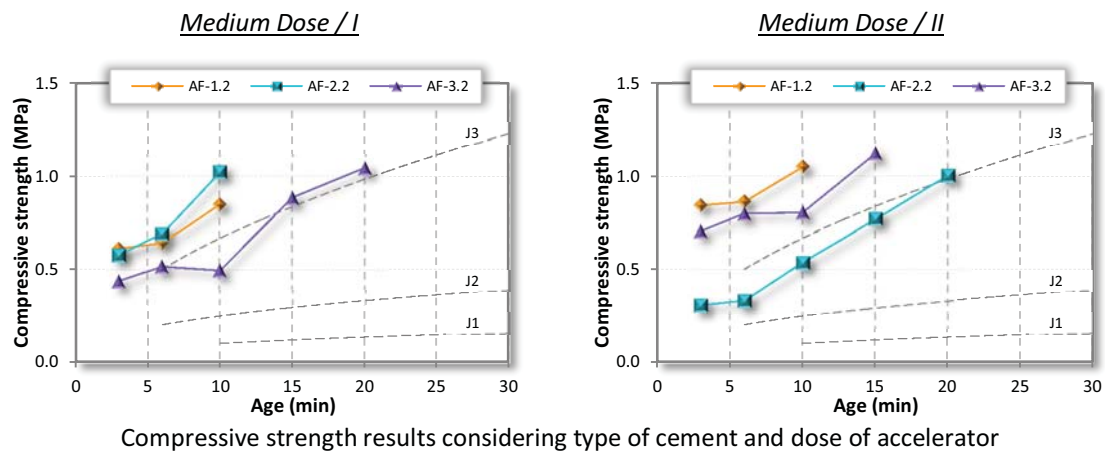 Medium Dose / I
Medium Dose / II
AF-1.2 AF-2.2 AF-3.2
Compressive strength (MPa)
1.5
1.0
0.5
0.0
J3
J2
J1
0 5 10 15 20 25 30
Age (min)
AF-1.2 AF-2.2 AF-3.2
Compressive strength (MPa)
1.5
1.0
0.5
0.0
J3
J2
J1
0 5 10 15 20 25 30
Age (min)
Compressive strength results considering type of cement and dose of accelerator